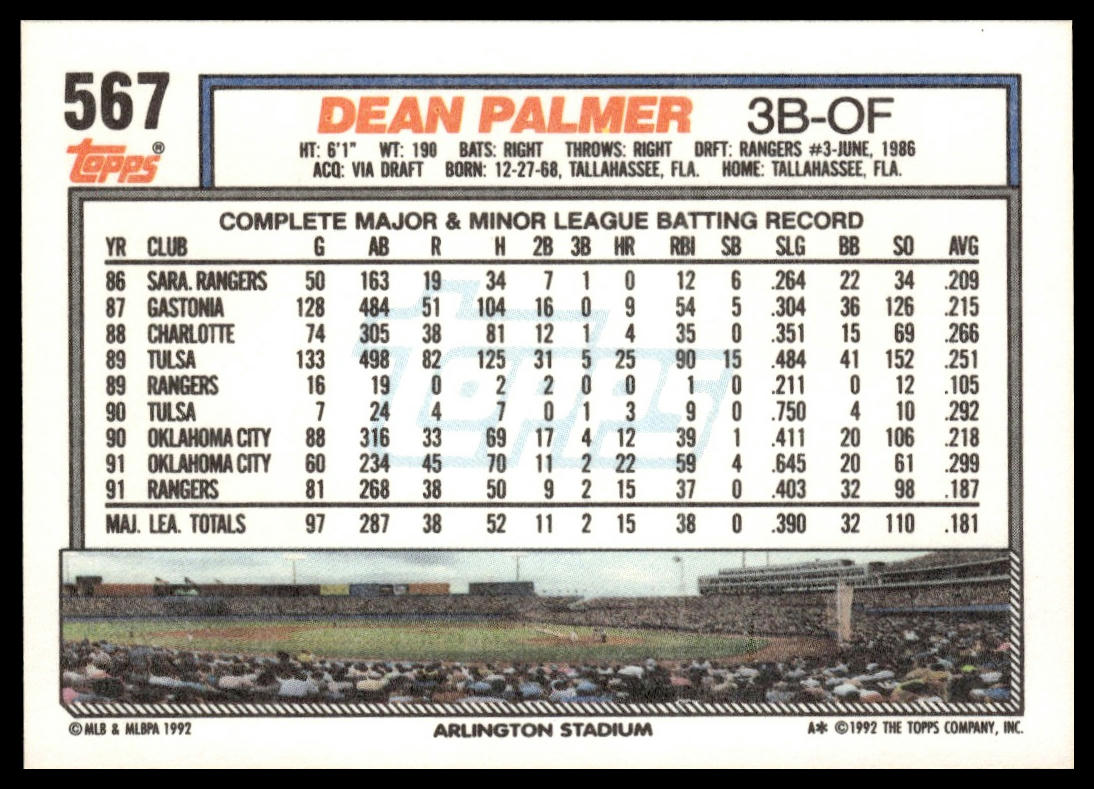 567
topps®
DEAN PALMER 3B-OF
HT: 6'1" WT: 190 BATS: RIGHT THROWS: RIGHT DRFT: RANGERS #3-JUNE, 1986
ACQ: VIA DRAFT BORN: 12-27-68, TALLAHASSEE, FLA. HOME: TALLAHASSEE, FLA.
COMPLETE MAJOR & MINOR LEAGUE BATTING RECORD
YR CLUB G AB R H 2B 3B HR RBI SB SLG BB SO AVG
86 SARA. RANGERS 50 163 19 34 7 1 0 12 6 .264 22 34 .209
87 GASTONIA 128 484 51 104 16 0 9 54 5 .304 36 126 .215
88 CHARLOTTE 74 305 38 81 12 1 4 35 0 .351 15 69 .266
89 TULSA 133 498 82 125 31 5 25 90 15 .484 41 152 .251
89 RANGERS 16 19 0 2 2 0 0 1 0 .211 0 12 .105
90 TULSA 7 24 4 7 0 1 3 9 0 .750 4 10 .292
90 OKLAHOMA CITY 88 316 33 69 17 4 12 39 1 .411 20 106 .218
91 OKLAHOMA CITY 60 234 45 70 11 2 22 59 4 .645 20 61 .299
91 RANGERS 81 268 38 50 9 2 15 37 0 .403 32 98 .187
MAJ. LEA. TOTALS 97 287 38 52 11 2 15 38 0 .390 32 110 .181
topps
© MLB & MLBPA 1992 ARLINGTON STADIUM A* © 1992 THE TOPPS COMPANY, INC.